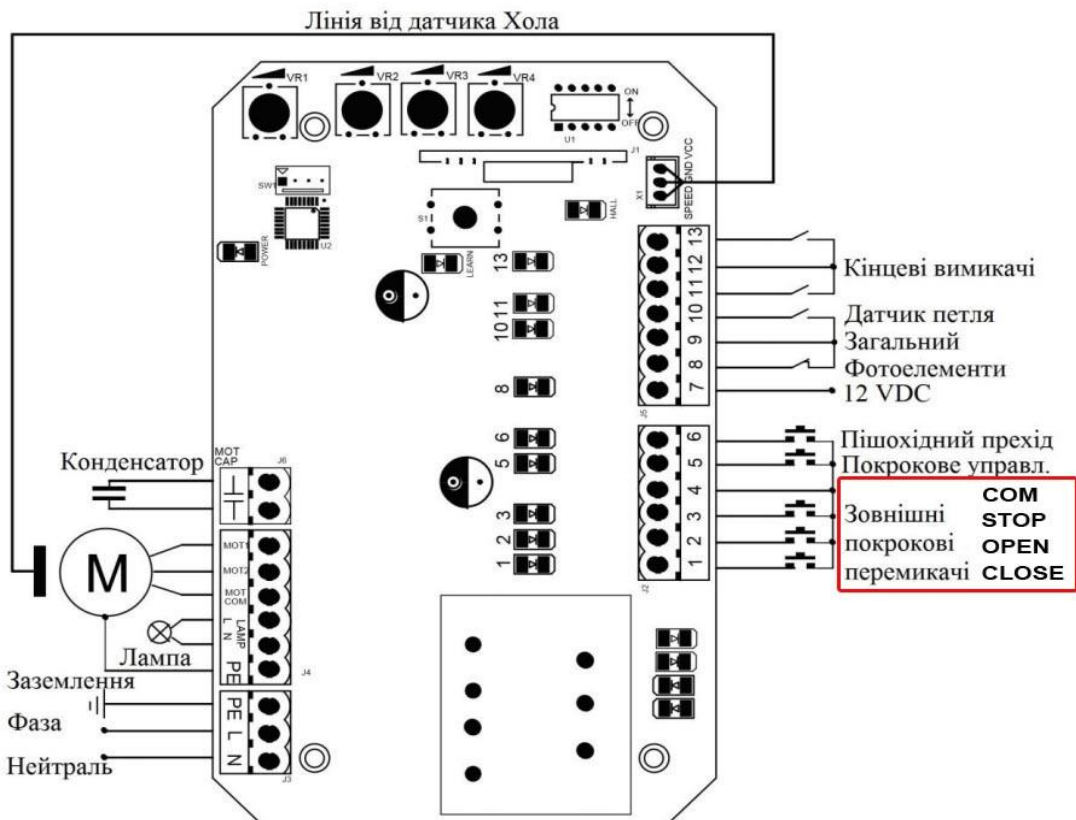 Лінія від датчика Хола
VR1
VR2
VR3
VR4
ON
OFF
U1
J1
SW1
U2
S1
HALL
X1
SPEED GND VCC
POWER
LEARN
13
11
10
8
6
5
3
2
1
13
12
11
10
9
8
7
J5
Кінцеві вимикачі
Датчик петля
Загальний
Фотоелементи
12 VDC
6
5
4
3
2
1
J2
Пішохідний прехід
Покрокове управл.
COM
Зовнішні STOP
покрокові OPEN
перемикачі CLOSE
Конденсатор
MOT CAP
J6
M
MOT1
MOT2
MOT COM
L N LAMP
PE
J4
Лампа
Заземлення
Фаза
Нейтраль
PE
L
N
J3